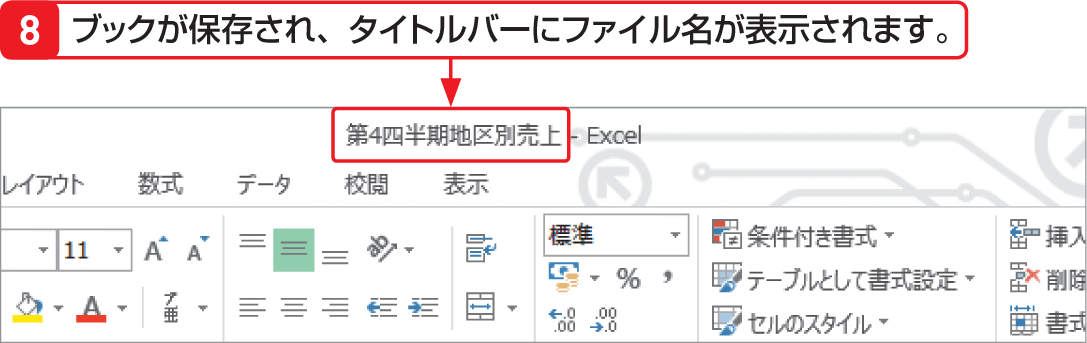 8 ブックが保存され、タイトルバーにファイル名が表示されます。
第4四半期地区別売上 - Excel
レイアウト 数式 データ 校閲 表示
11 A A 標準 条件付き書式 挿入
% , テーブルとして書式設定 削除
A ア亜 .0 .00 .00 .0 セルのスタイル 書式